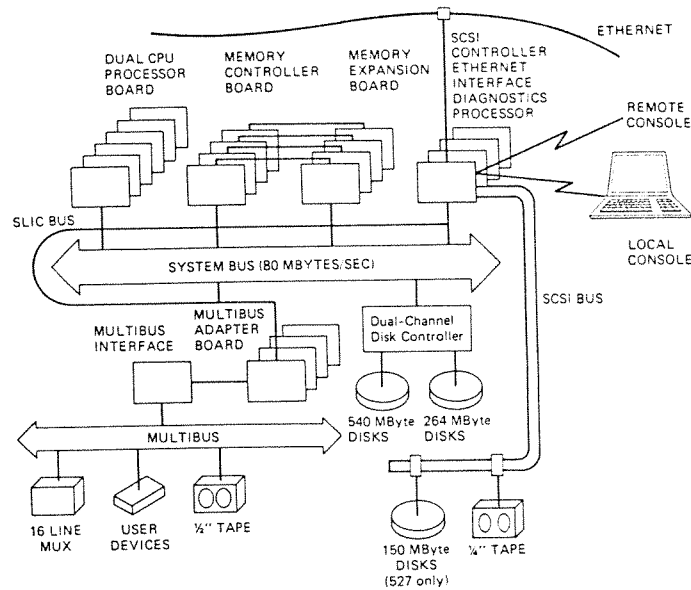 ETHERNET
DUAL CPU
PROCESSOR
BOARD
MEMORY
CONTROLLER
BOARD
MEMORY
EXPANSION
BOARD
SCSI
CONTROLLER
ETHERNET
INTERFACE
DIAGNOSTICS
PROCESSOR
REMOTE
CONSOLE
SLIC BUS
LOCAL
CONSOLE
SYSTEM BUS (80 MBYTES/SEC)
SCSI BUS
MULTIBUS
INTERFACE
MULTIBUS
ADAPTER
BOARD
Dual-Channel
Disk Controller
540 MByte
DISKS
264 MByte
DISKS
MULTIBUS
16 LINE
MUX
USER
DEVICES
½" TAPE
150 MByte
DISKS
(527 only)
¼" TAPE